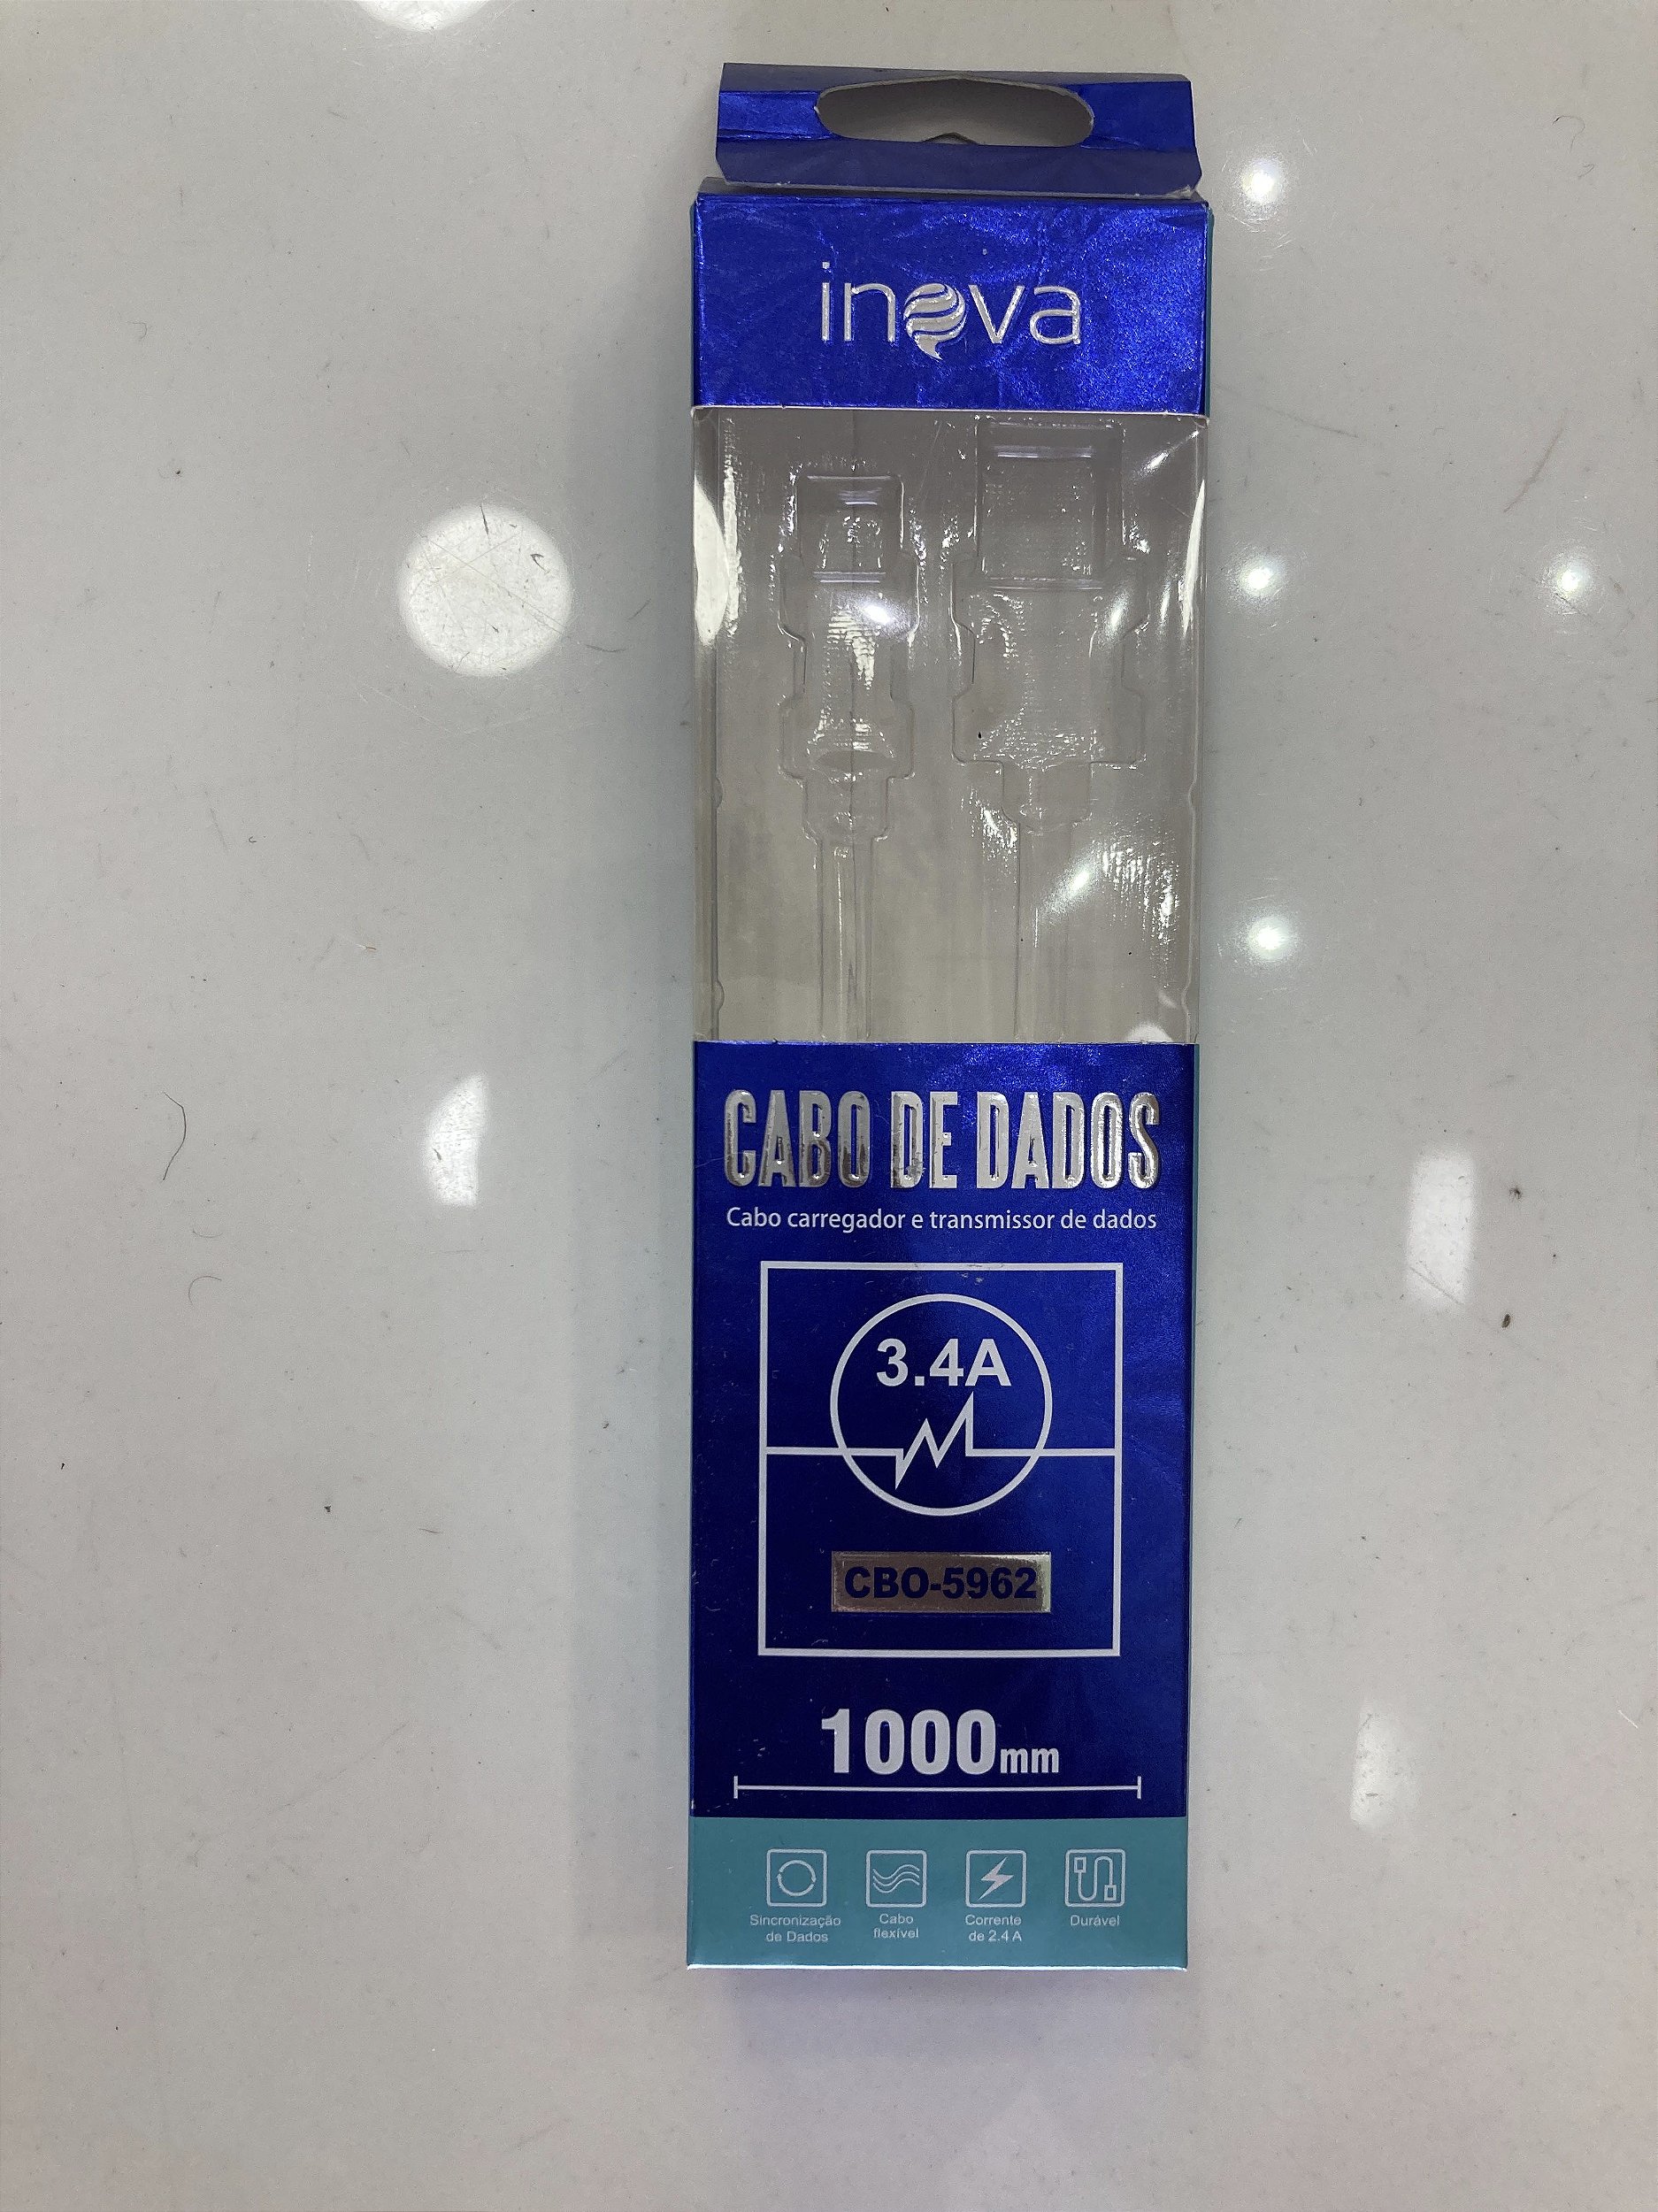 inova
CABO DE DADOS
Cabo carregador e transmissor de dados
3.4A
CBO-5962
1000mm
Sincronização
de Dados
Cabo
flexível
Corrente
de 2.4 A
Durável